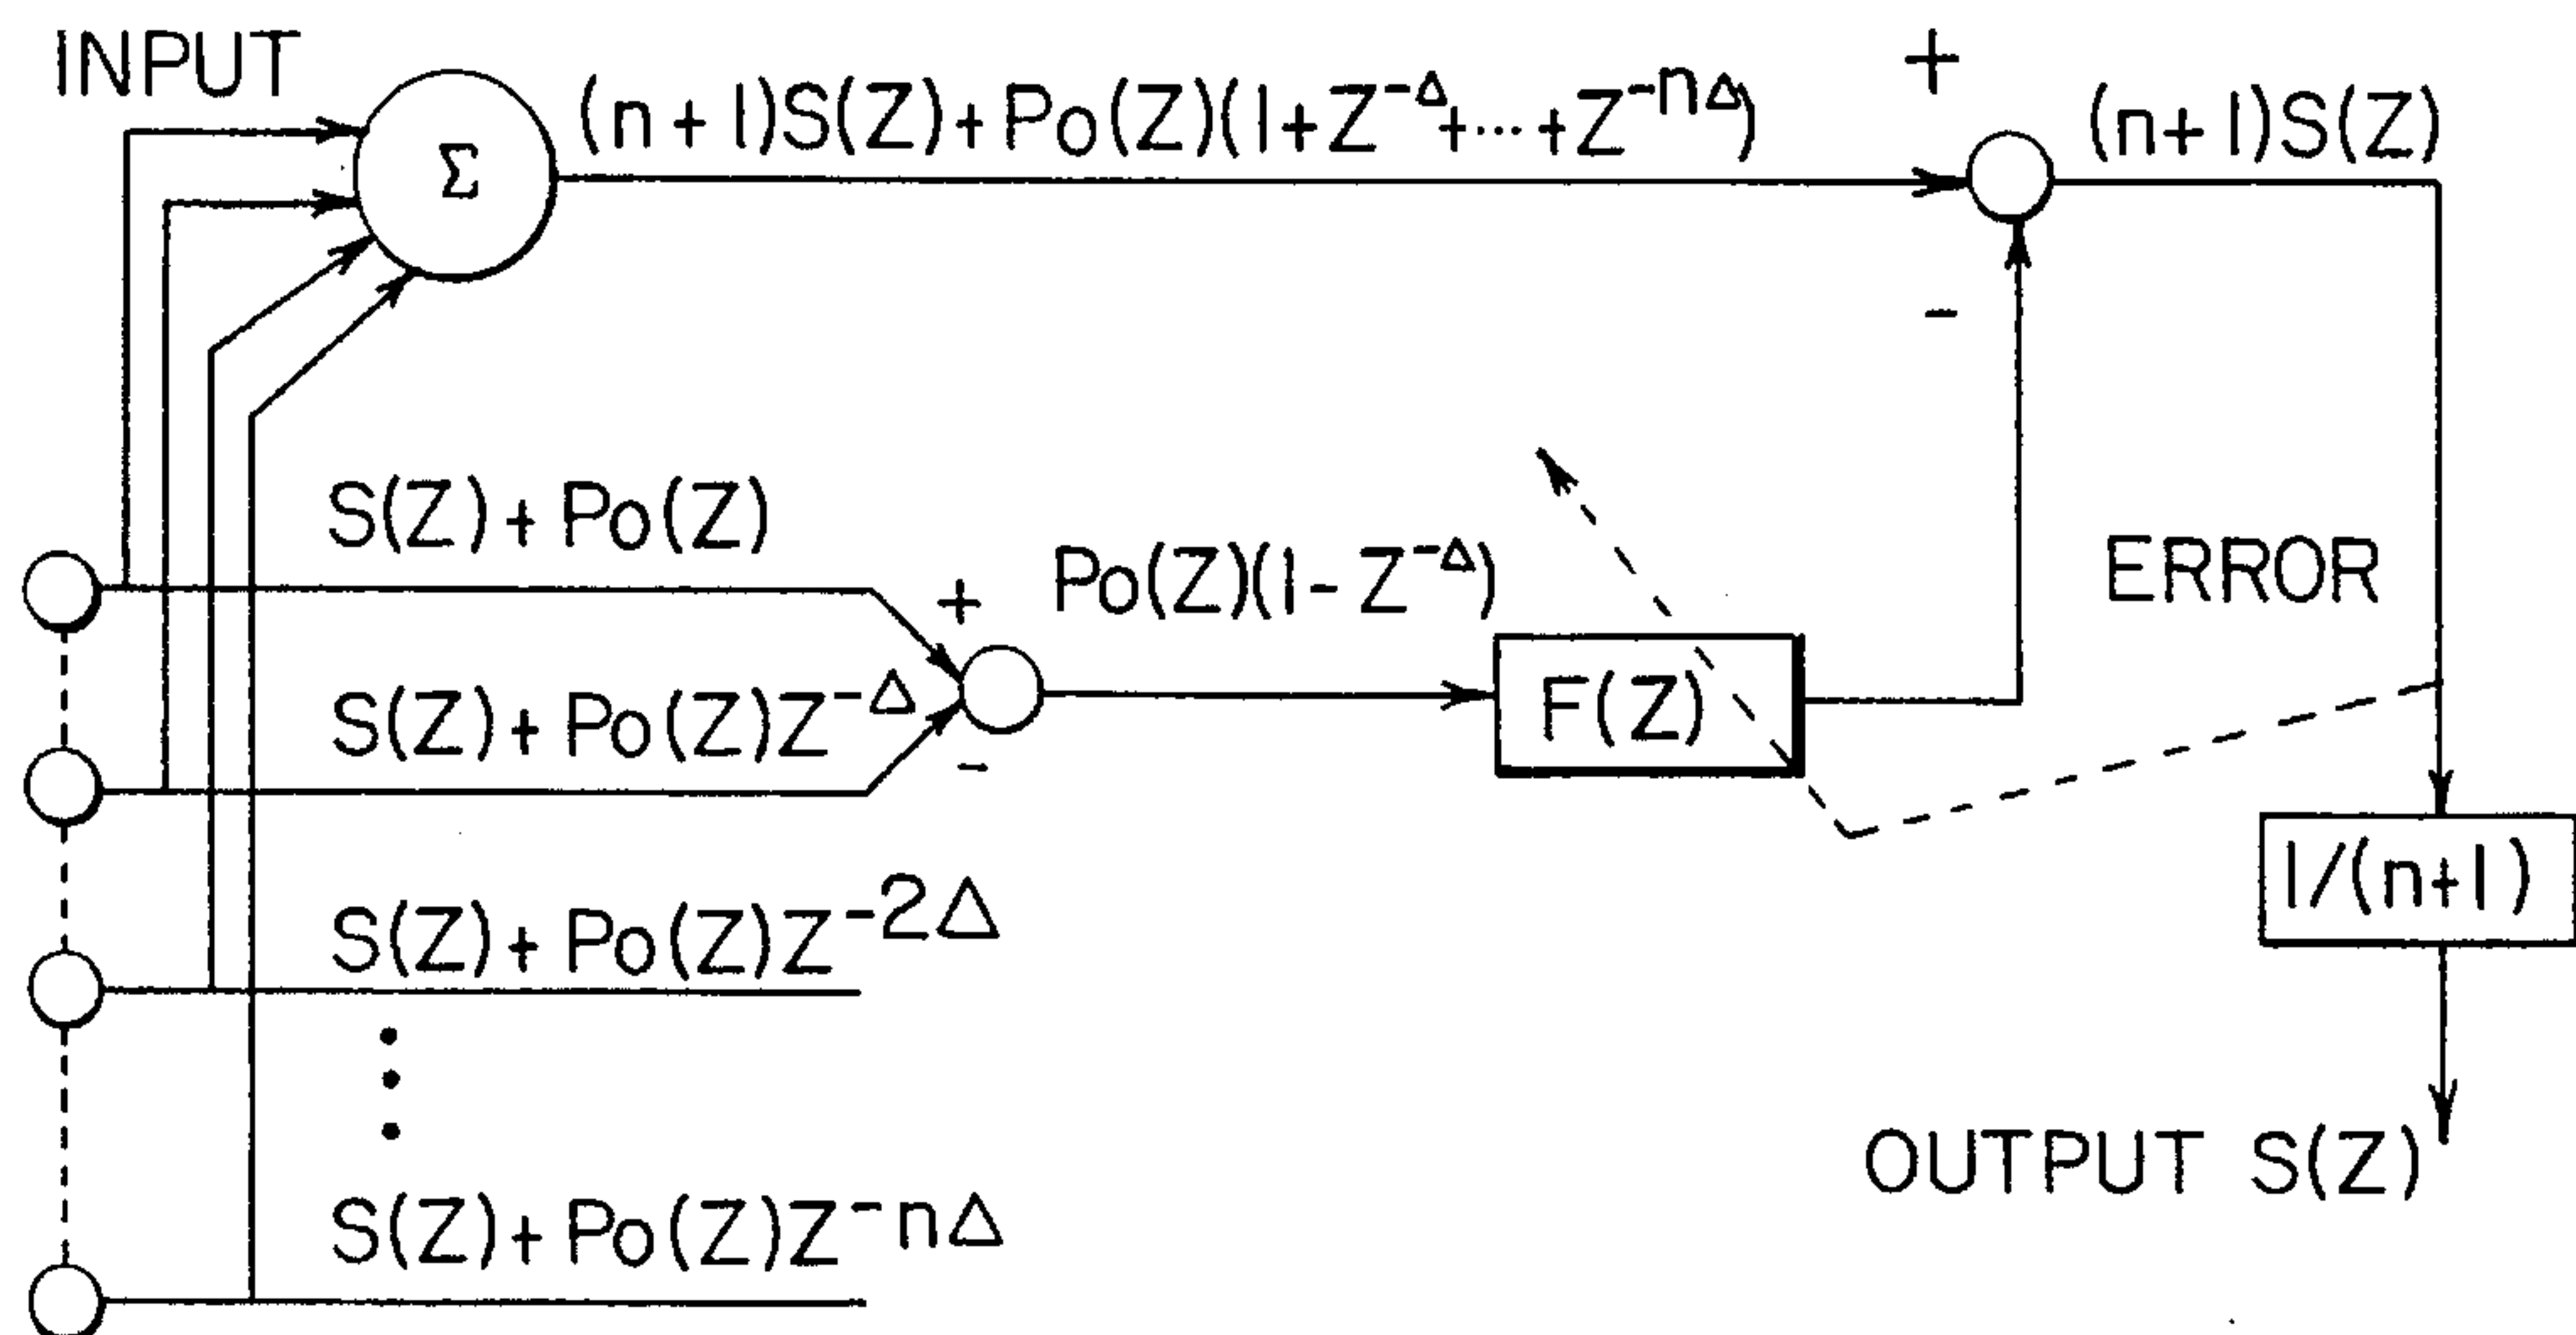 INPUT
Σ
(n+1)S(Z)+Po(Z)(1+Z^-Δ+...+Z^-nΔ)
+
(n+1)S(Z)
-
S(Z)+Po(Z)
+
Po(Z)(1-Z^-Δ)
ERROR
S(Z)+Po(Z)Z^-Δ
-
F(Z)
1/(n+1)
S(Z)+Po(Z)Z^-2Δ
S(Z)+Po(Z)Z^-nΔ
OUTPUT S(Z)